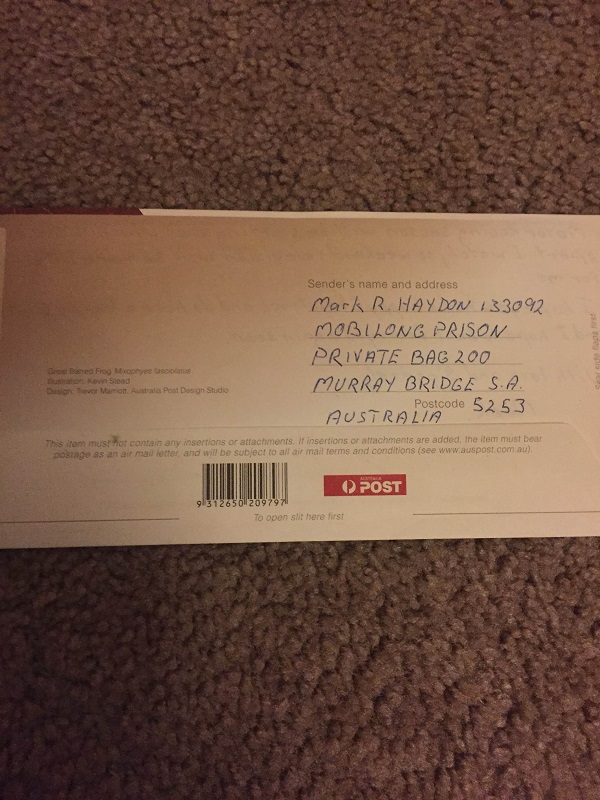 Sender's name and address
Mark R. HAYDON 133092
MOBILONG PRISON
PRIVATE BAG 200
MURRAY BRIDGE S.A.
Postcode 5253
AUSTRALIA
Great Barred Frog Mixophyes fasciolatus
Illustration: Kevin Stead
Design: Trevor Marriott, Australia Post Design Studio
This item must not contain any insertions or attachments. If insertions or attachments are added, the item must bear
postage as an air mail letter, and will be subject to all air mail terms and conditions (see www.auspost.com.au).
9 312650 209797
POST
To open slit here first